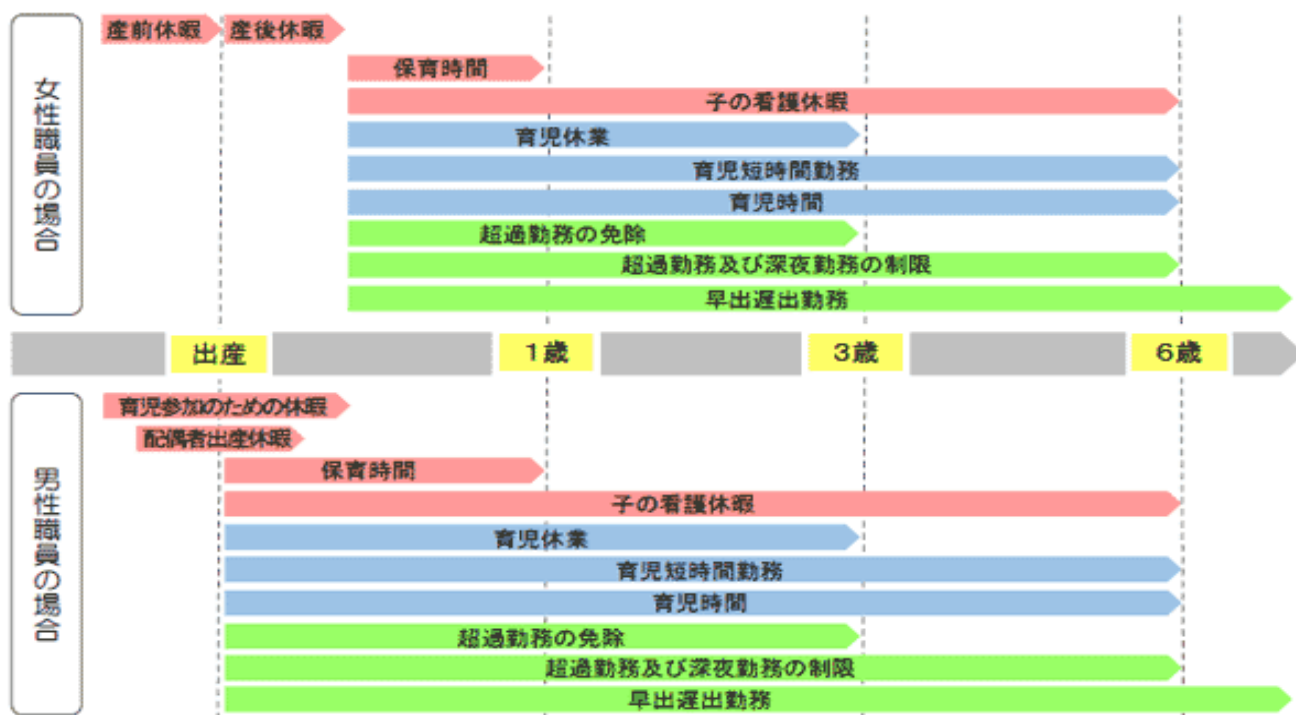 女性職員の場合
産前休暇 産後休暇
保育時間
子の看護休暇
育児休業
育児短時間勤務
育児時間
超過勤務の免除
超過勤務及び深夜勤務の制限
早出遅出勤務
出産 1歳 3歳 6歳
男性職員の場合
育児参加のための休暇
配偶者出産休暇
保育時間
子の看護休暇
育児休業
育児短時間勤務
育児時間
超過勤務の免除
超過勤務及び深夜勤務の制限
早出遅出勤務